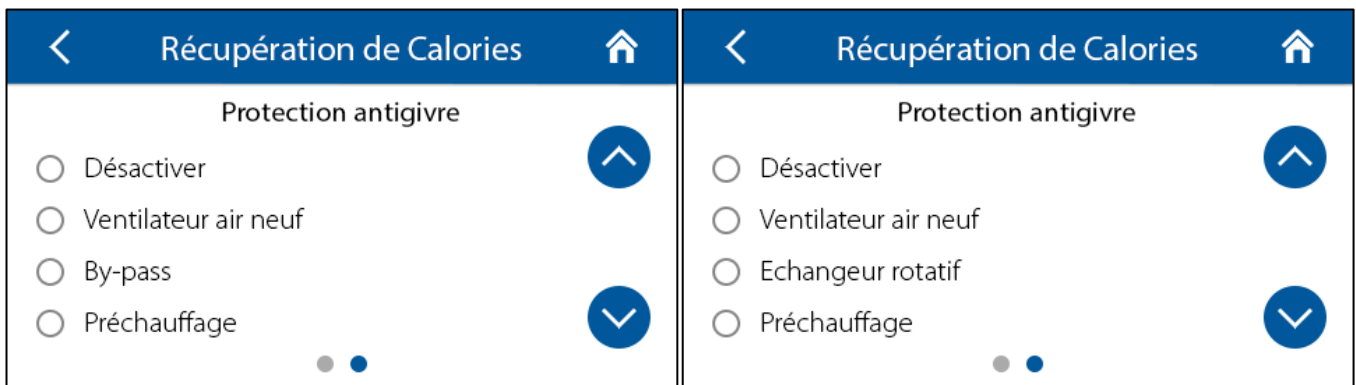 Récupération de Calories
Protection antigivre
Désactiver
Ventilateur air neuf
By-pass
Préchauffage
Récupération de Calories
Protection antigivre
Désactiver
Ventilateur air neuf
Echangeur rotatif
Préchauffage